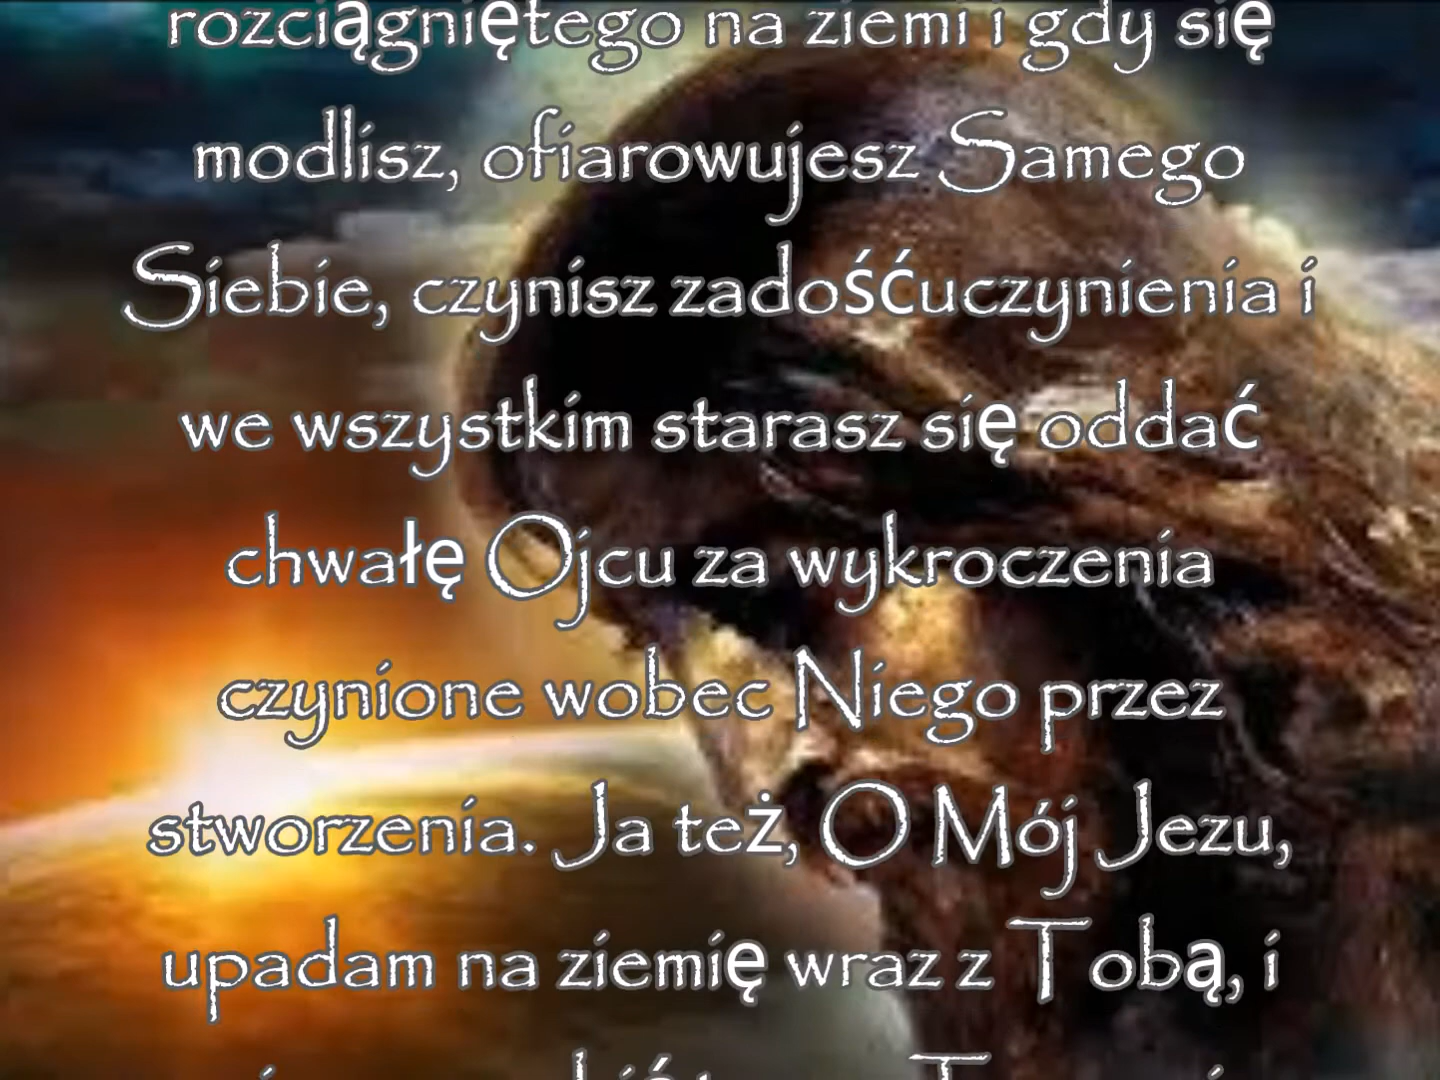 rozciągniętego na ziemi i gdy się
modlisz, ofiarowujesz Samego
Siebie, czynisz zadośćuczynienia i
we wszystkim starasz się oddać
chwałę Ojcu za wykroczenia
czynione wobec Niego przez
stworzenia. Ja też, O Mój Jezu,
upadam na ziemię wraz z Tobą, i